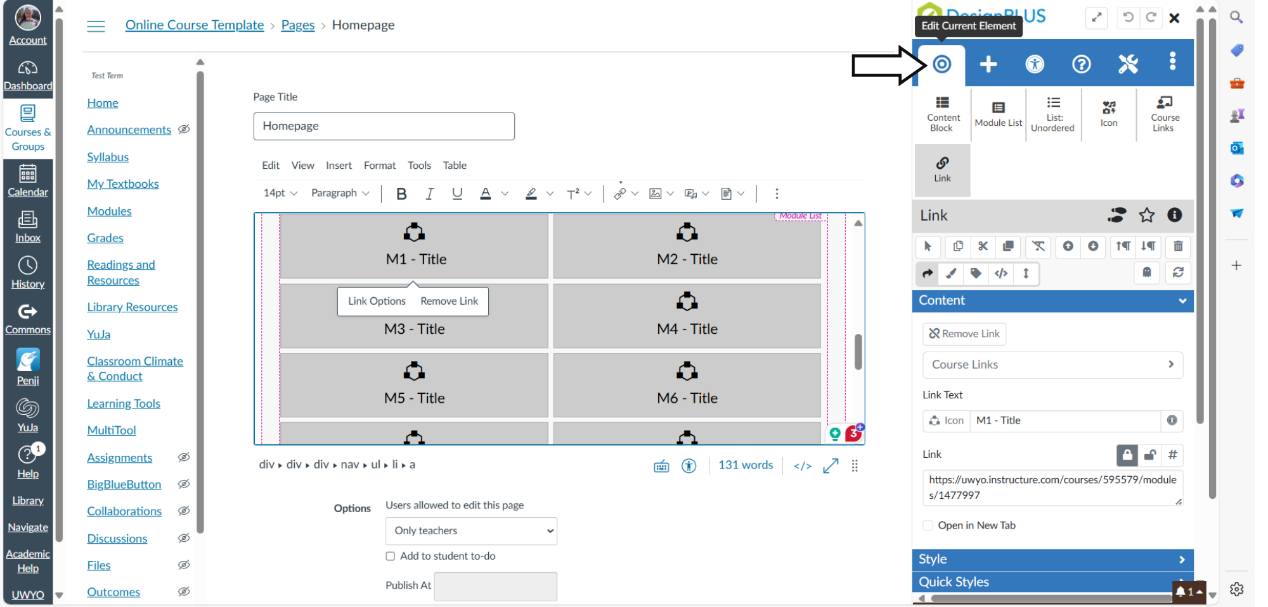 Account
Dashboard
Courses &
Groups
Calendar
Inbox
History
Commons
Penji
YuJa
1
Help
Library
Navigate
Academic
Help
UWYO
Online Course Template > Pages > Homepage
Test Term
Home
Announcements
Syllabus
My Textbooks
Modules
Grades
Readings and
Resources
Library Resources
YuJa
Classroom Climate
& Conduct
Learning Tools
MultiTool
Assignments
BigBlueButton
Collaborations
Discussions
Files
Outcomes
Page Title
Homepage
Edit View Insert Format Tools Table
14pt Paragraph B I U A T²
Module List
M1 - Title M2 - Title
Link Options Remove Link
M3 - Title M4 - Title
M5 - Title M6 - Title
3
div ▸ div ▸ div ▸ nav ▸ ul ▸ li ▸ a
131 words </>
Options
Users allowed to edit this page
Only teachers
Add to student to-do
Publish At
DesignPLUS
Edit Current Element
Content
Block
Module List
List:
Unordered
Icon
Course
Links
Link
Link
</>
Content
Remove Link
Course Links
Link Text
Icon M1 - Title
Link
#
https://uwyo.instructure.com/courses/595579/module
s/1477997
Open in New Tab
Style
Quick Styles
1